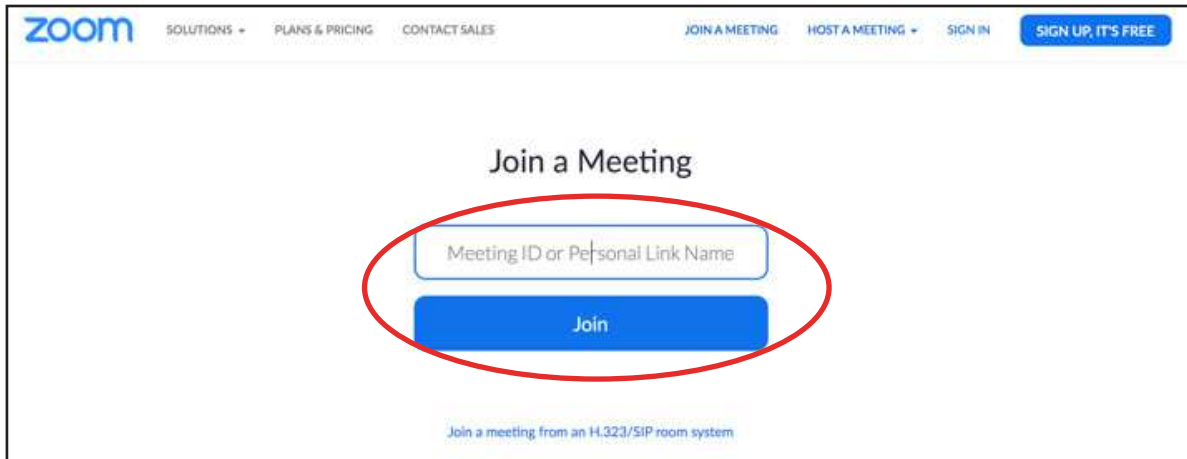 zoom SOLUTIONS PLANS & PRICING CONTACT SALES JOIN A MEETING HOST A MEETING SIGN IN SIGN UP, IT'S FREE
Join a Meeting
Meeting ID or Personal Link Name
Join
Join a meeting from an H.323/SIP room system